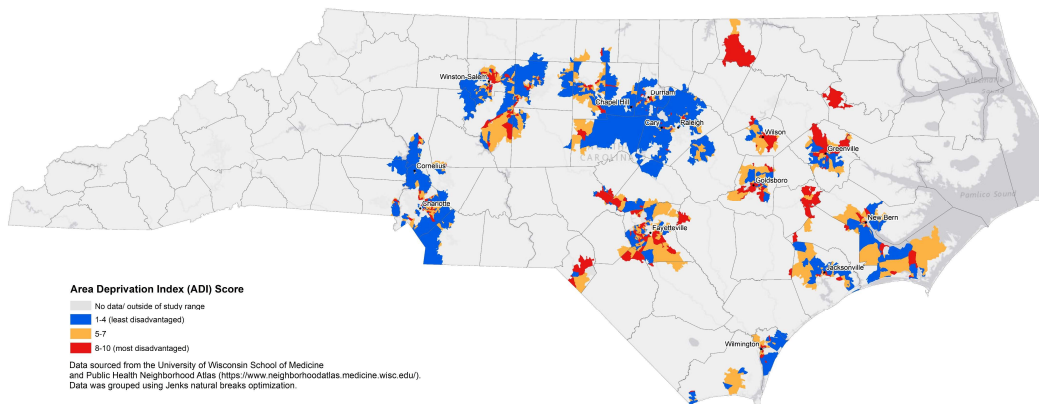 Winston-Salem
Durham
Chapel Hill
Cary
Raleigh
Wilson
CAROLIN
Greenville
Cornelius
Goldsboro
Pamlico Sound
Charlotte
New Bern
Fayetteville
Jacksonville
Wilmington
Area Deprivation Index (ADI) Score
No data/ outside of study range
1-4 (least disadvantaged)
5-7
8-10 (most disadvantaged)
Data sourced from the University of Wisconsin School of Medicine
and Public Health Neighborhood Atlas (https://www.neighborhoodatlas.medicine.wisc.edu/).
Data was grouped using Jenks natural breaks optimization.